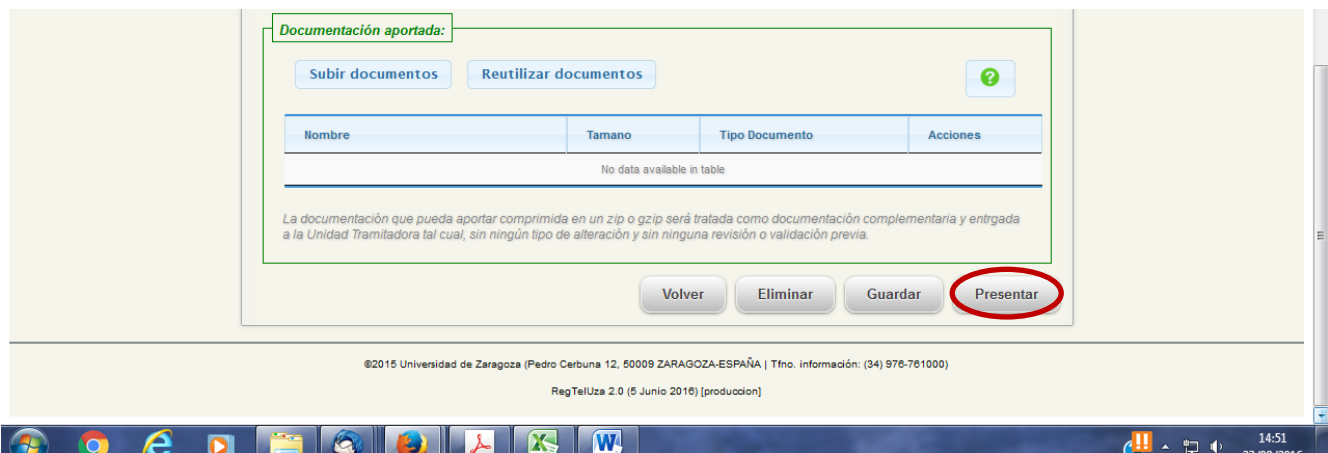 Documentación aportada:
Subir documentos Reutilizar documentos
Nombre Tamano Tipo Documento Acciones
No data available in table
La documentación que pueda aportar comprimida en un zip o gzip será tratada como documentación complementaria y entrgada
a la Unidad Tramitadora tal cual, sin ningún tipo de alteración y sin ninguna revisión o validación previa.
Volver Eliminar Guardar Presentar
©2015 Universidad de Zaragoza (Pedro Cerbuna 12, 50009 ZARAGOZA-ESPAÑA | Tfno. información: (34) 976-761000)
RegTelUza 2.0 (5 Junio 2016) [produccion]
14:51